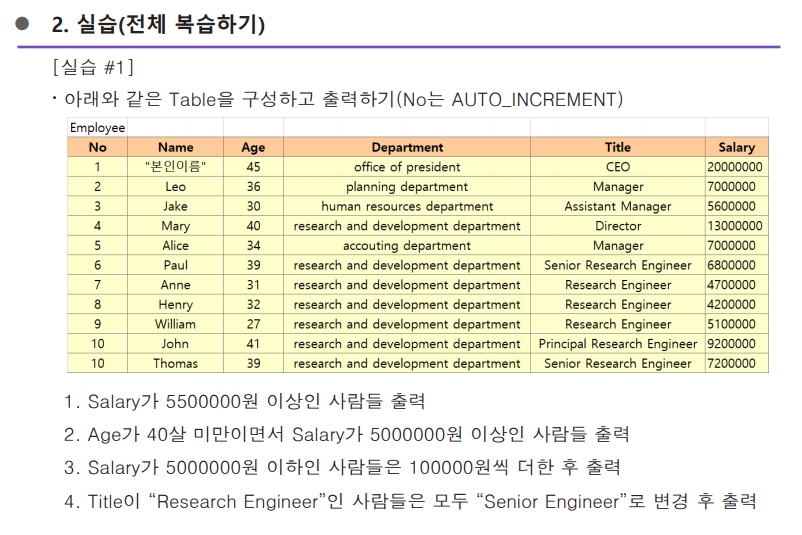 ● 2. 실습(전체 복습하기)
[실습 #1]
· 아래와 같은 Table을 구성하고 출력하기(No는 AUTO_INCREMENT)
Employee
No Name Age Department Title Salary
1 "본인이름" 45 office of president CEO 20000000
2 Leo 36 planning department Manager 7000000
3 Jake 30 human resources department Assistant Manager 5600000
4 Mary 40 research and development department Director 13000000
5 Alice 34 accouting department Manager 7000000
6 Paul 39 research and development department Senior Research Engineer 6800000
7 Anne 31 research and development department Research Engineer 4700000
8 Henry 32 research and development department Research Engineer 4200000
9 William 27 research and development department Research Engineer 5100000
10 John 41 research and development department Principal Research Engineer 9200000
10 Thomas 39 research and development department Senior Research Engineer 7200000
1. Salary가 5500000원 이상인 사람들 출력
2. Age가 40살 미만이면서 Salary가 5000000원 이상인 사람들 출력
3. Salary가 5000000원 이하인 사람들은 100000원씩 더한 후 출력
4. Title이 “Research Engineer”인 사람들은 모두 “Senior Engineer”로 변경 후 출력